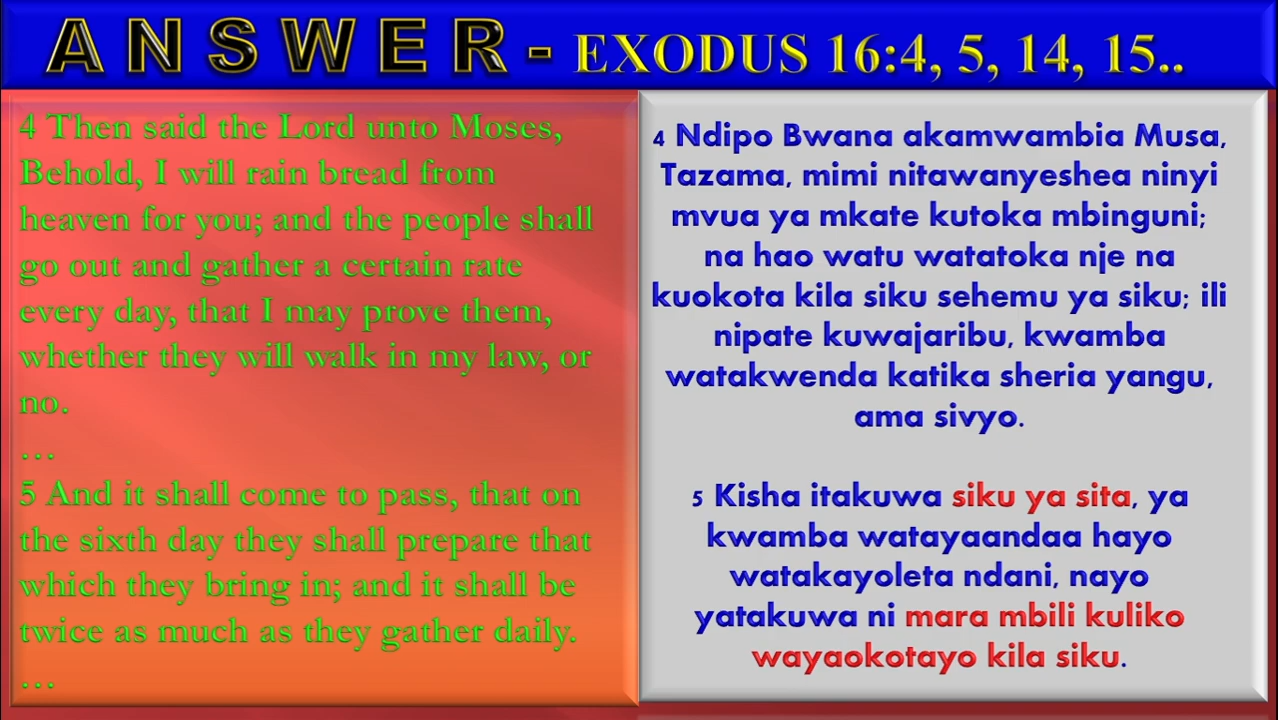 ANSWER- EXODUS 16:4, 5, 14, 15..
4 Then said the Lord unto Moses,
Behold, I will rain bread from
heaven for you; and the people shall
go out and gather a certain rate
every day, that I may prove them,
whether they will walk in my law, or
no.
…
5 And it shall come to pass, that on
the sixth day they shall prepare that
which they bring in; and it shall be
twice as much as they gather daily.
…
4 Ndipo Bwana akamwambia Musa,
Tazama, mimi nitawanyeshea ninyi
mvua ya mkate kutoka mbinguni;
na hao watu watatoka nje na
kuokota kila siku sehemu ya siku; ili
nipate kuwajaribu, kwamba
watakwenda katika sheria yangu,
ama sivyo.
5 Kisha itakuwa siku ya sita, ya
kwamba watayaandaa hayo
watakayoleta ndani, nayo
yatakuwa ni mara mbili kuliko
wayaokotayo kila siku.